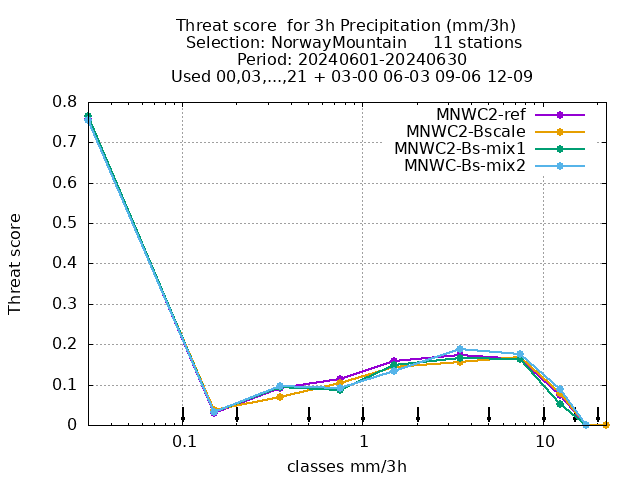 Threat score  for 3h Precipitation (mm/3h)
Selection: NorwayMountain     11 stations
Period: 20240601-20240630
Used 00,03,...,21 + 03-00 06-03 09-06 12-09
MNWC2-ref
MNWC2-Bscale
MNWC2-Bs-mix1
MNWC-Bs-mix2
Threat score
0.8
0.7
0.6
0.5
0.4
0.3
0.2
0.1
0
0.1 1 10
classes mm/3h